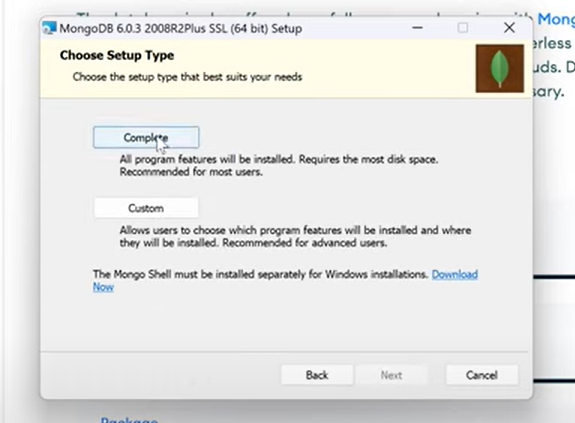 Mong
MongoDB 6.0.3 2008R2Plus SSL (64 bit) Setup
erless
Choose Setup Type
uds. D
Choose the setup type that best suits your needs
sary.
Complete
All program features will be installed. Requires the most disk space.
Recommended for most users.
Custom
Allows users to choose which program features will be installed and where
they will be installed. Recommended for advanced users.
The Mongo Shell must be installed separately for Windows installations. Download
Now
Back
Next
Cancel